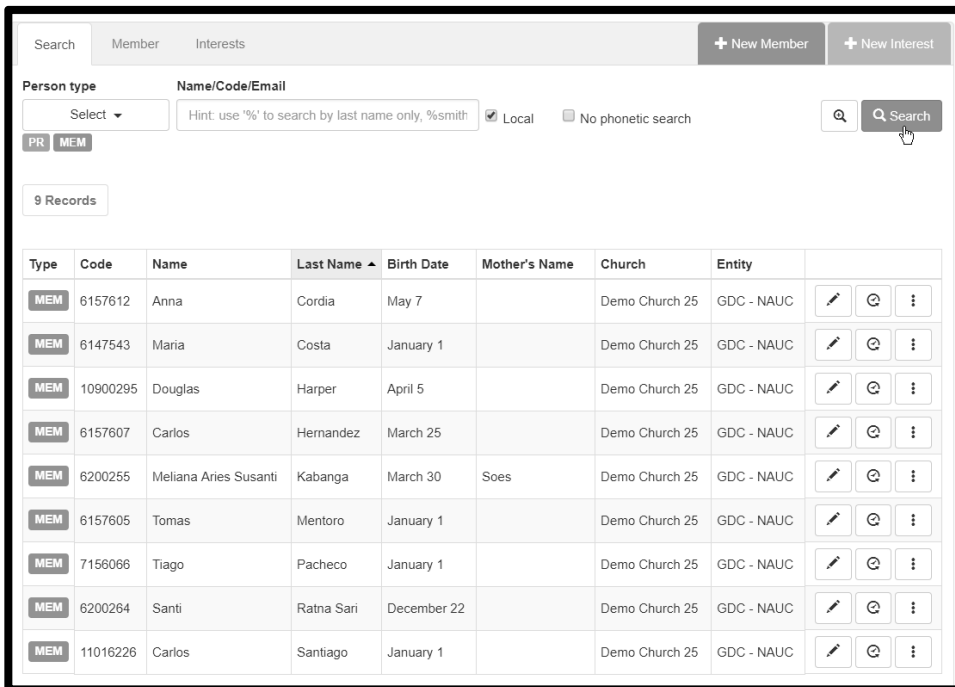 Search Member Interests + New Member + New Interest
Person type Name/Code/Email
Select Hint: use '%' to search by last name only, %smith Local No phonetic search Search
PR MEM
9 Records
Type Code Name Last Name Birth Date Mother's Name Church Entity
MEM 6157612 Anna Cordia May 7 Demo Church 25 GDC - NAUC
MEM 6147543 Maria Costa January 1 Demo Church 25 GDC - NAUC
MEM 10900295 Douglas Harper April 5 Demo Church 25 GDC - NAUC
MEM 6157607 Carlos Hernandez March 25 Demo Church 25 GDC - NAUC
MEM 6200255 Meliana Aries Susanti Kabanga March 30 Soes Demo Church 25 GDC - NAUC
MEM 6157605 Tomas Mentoro January 1 Demo Church 25 GDC - NAUC
MEM 7156066 Tiago Pacheco January 1 Demo Church 25 GDC - NAUC
MEM 6200264 Santi Ratna Sari December 22 Demo Church 25 GDC - NAUC
MEM 11016226 Carlos Santiago January 1 Demo Church 25 GDC - NAUC